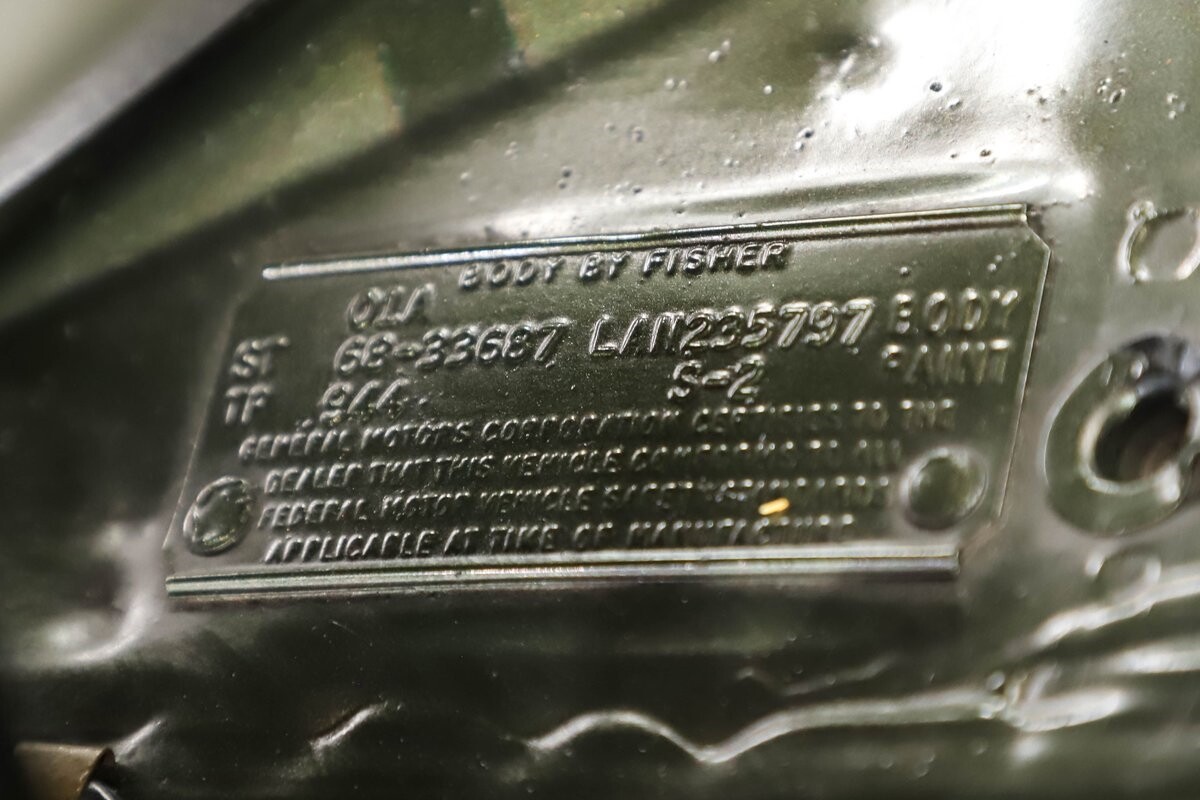 BODY BY FISHER
01A
ST 68-33687 LAN235797 BODY
TR 944 S-2 PAINT
GENERAL MOTORS CORPORATION CERTIFIES TO THE
DEALER THAT THIS VEHICLE CONFORMS TO ALL
FEDERAL MOTOR VEHICLE SAFETY STANDARDS
APPLICABLE AT TIME OF MANUFACTURE